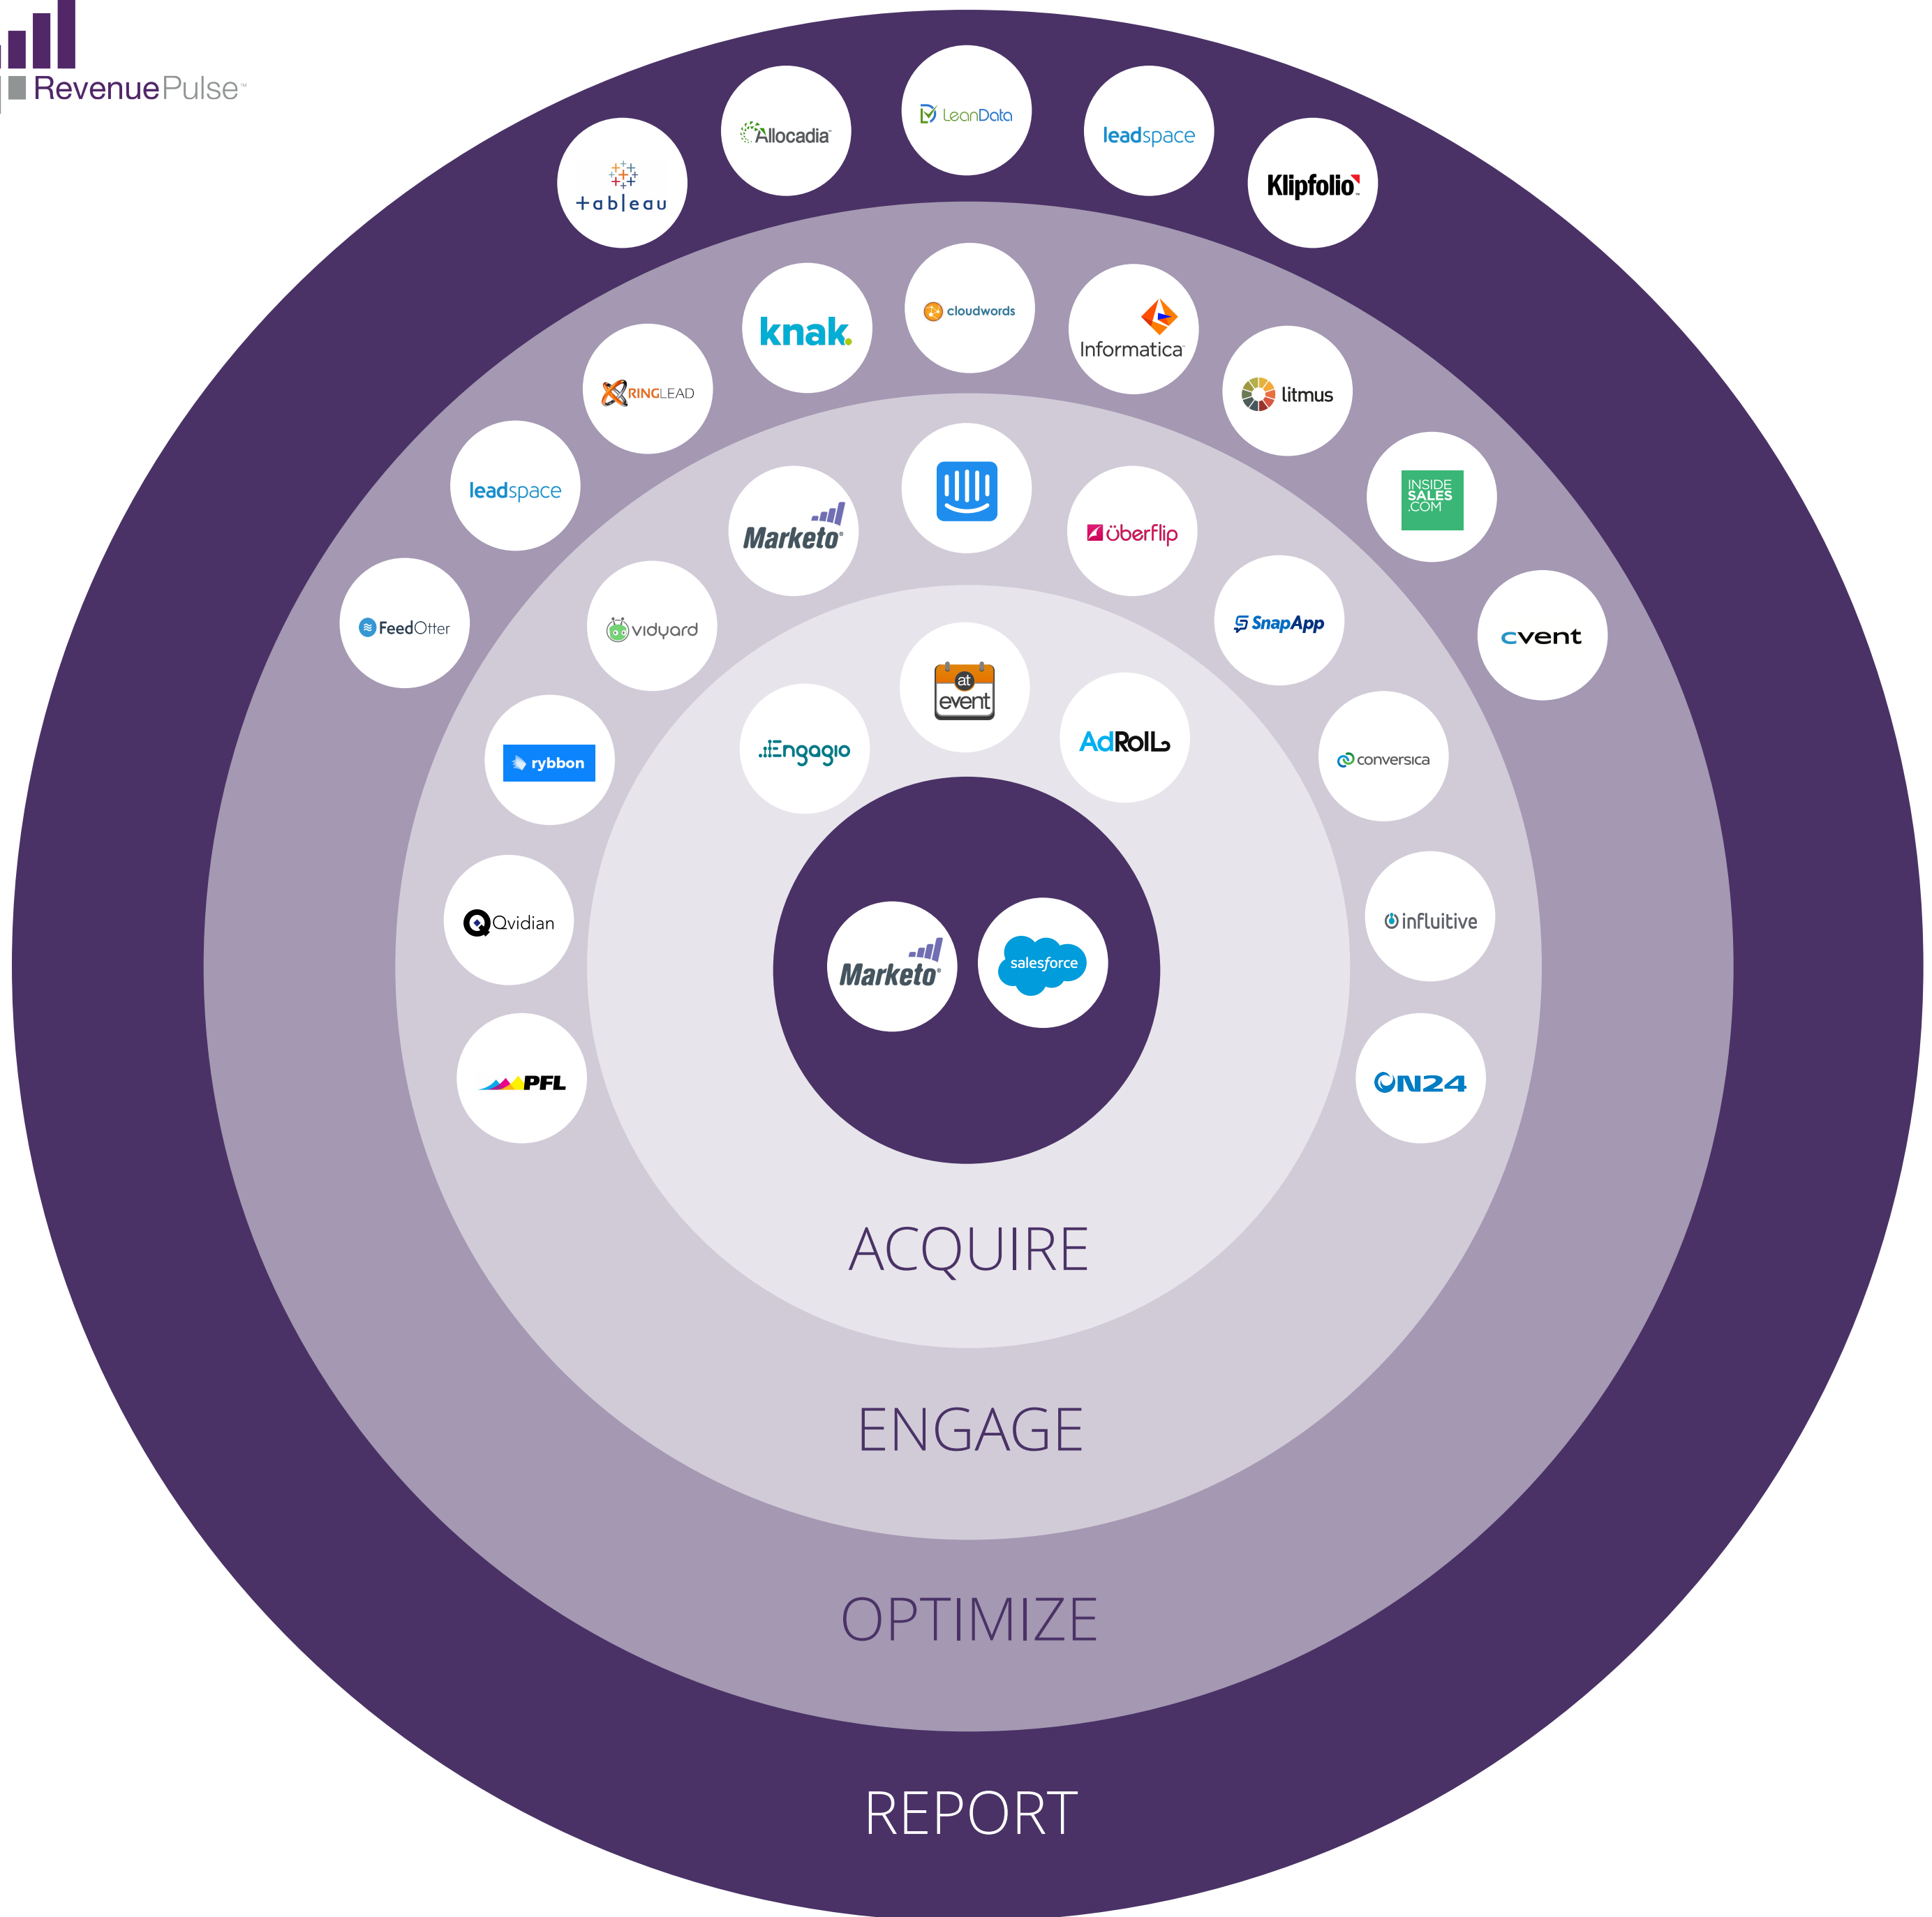 RevenuePulse™
LeanData
Allocadia
leadspace
tableau
Klipfolio
cloudwords
knak.
Informatica
RINGLEAD
litmus
leadspace
INSIDE
SALES
.COM
FeedOtter
cvent
Marketo®
überflip
vidyard
SnapApp
rybbon
conversica
Qvidian
influitive
PFL
ON24
at
event
Engagio
AdRoll
Marketo®
salesforce
ACQUIRE
ENGAGE
OPTIMIZE
REPORT